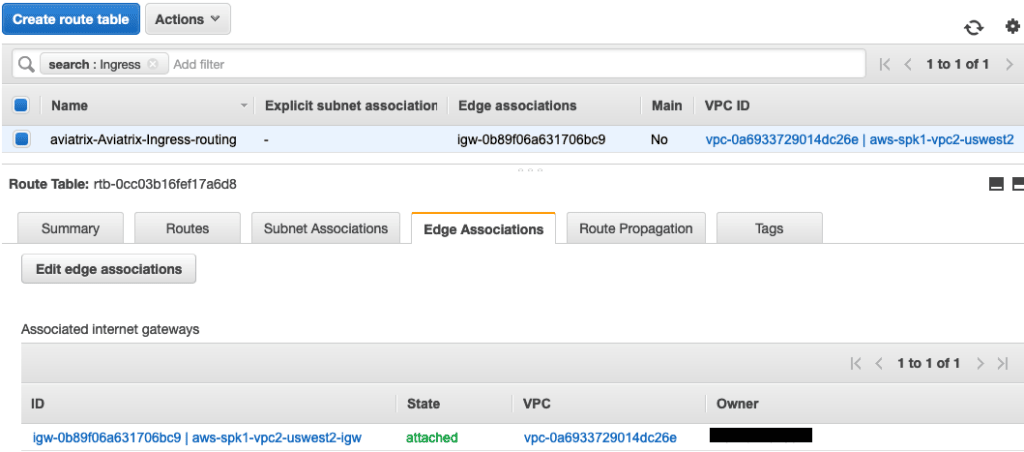 Create route table Actions
search : Ingress Add filter 1 to 1 of 1
Name Explicit subnet association Edge associations Main VPC ID
aviatrix-Aviatrix-Ingress-routing - igw-0b89f06a631706bc9 No vpc-0a6933729014dc26e | aws-spk1-vpc2-uswest2
Route Table: rtb-0cc03b16fef17a6d8
Summary Routes Subnet Associations Edge Associations Route Propagation Tags
Edit edge associations
Associated internet gateways
1 to 1 of 1
ID State VPC Owner
igw-0b89f06a631706bc9 | aws-spk1-vpc2-uswest2-igw attached vpc-0a6933729014dc26e